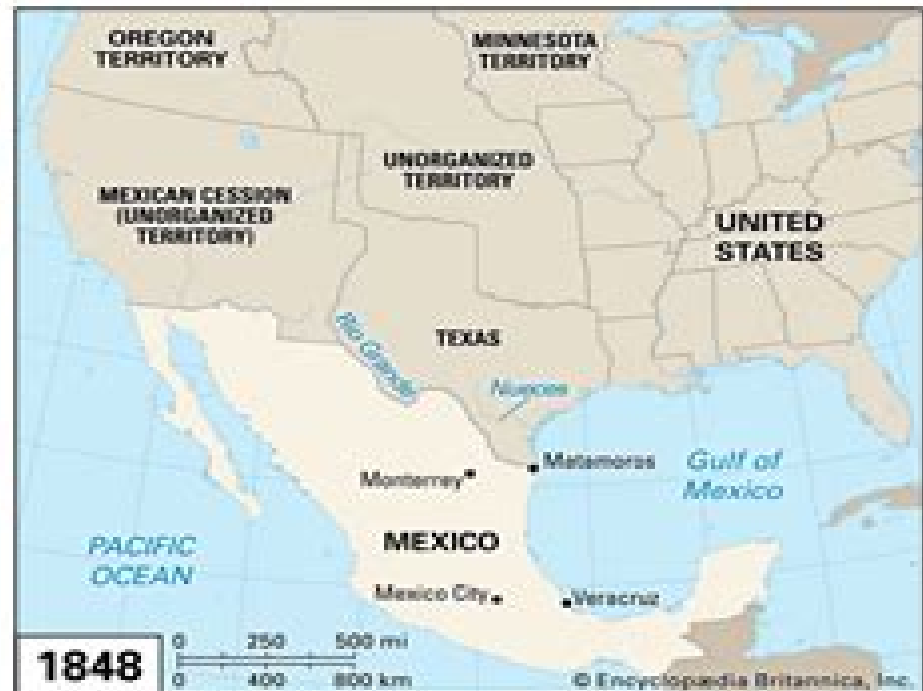 OREGON
TERRITORY
MINNESOTA
TERRITORY
UNORGANIZED
TERRITORY
MEXICAN CESSION
(UNORGANIZED
TERRITORY)
UNITED
STATES
Rio Grande
TEXAS
Nueces
Matamoros
Monterrey
Gulf of
Mexico
MEXICO
PACIFIC
OCEAN
Mexico City
Veracruz
1848
0 250 500 mi
0 400 800 km
© Encyclopædia Britannica, Inc.